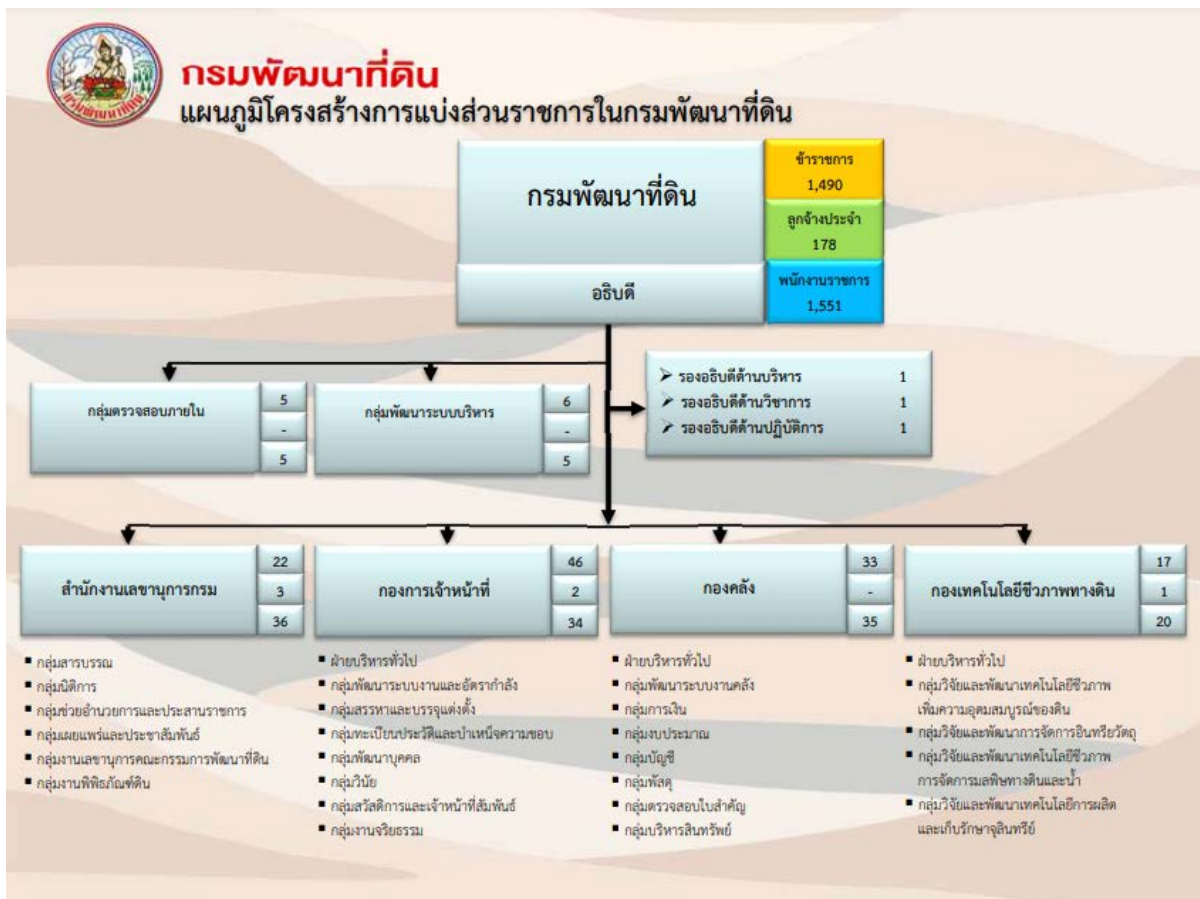 กรมพัฒนาที่ดิน
กรมพัฒนาที่ดิน
แผนภูมิโครงสร้างการแบ่งส่วนราชการในกรมพัฒนาที่ดิน
กรมพัฒนาที่ดิน
ข้าราชการ
1,490
ลูกจ้างประจำ
178
อธิบดี
พนักงานราชการ
1,551
กลุ่มตรวจสอบภายใน
5
-
5
กลุ่มพัฒนาระบบบริหาร
6
-
5
➢ รองอธิบดีด้านบริหาร 1
➢ รองอธิบดีด้านวิชาการ 1
➢ รองอธิบดีด้านปฏิบัติการ 1
สำนักงานเลขานุการกรม
22
3
36
กองการเจ้าหน้าที่
46
2
34
กองคลัง
33
-
35
กองเทคโนโลยีชีวภาพทางดิน
17
1
20
▪ กลุ่มสารบรรณ
▪ กลุ่มนิติการ
▪ กลุ่มช่วยอำนวยการและประสานราชการ
▪ กลุ่มเผยแพร่และประชาสัมพันธ์
▪ กลุ่มงานเลขานุการคณะกรรมการพัฒนาที่ดิน
▪ กลุ่มงานพิพิธภัณฑ์ดิน
▪ ฝ่ายบริหารทั่วไป
▪ กลุ่มพัฒนาระบบงานและอัตรากำลัง
▪ กลุ่มสรรหาและบรรจุแต่งตั้ง
▪ กลุ่มทะเบียนประวัติและบำเหน็จความชอบ
▪ กลุ่มพัฒนาบุคคล
▪ กลุ่มวินัย
▪ กลุ่มสวัสดิการและเจ้าหน้าที่สัมพันธ์
▪ กลุ่มงานจริยธรรม
▪ ฝ่ายบริหารทั่วไป
▪ กลุ่มพัฒนาระบบงานคลัง
▪ กลุ่มการเงิน
▪ กลุ่มงบประมาณ
▪ กลุ่มบัญชี
▪ กลุ่มพัสดุ
▪ กลุ่มตรวจสอบใบสำคัญ
▪ กลุ่มบริหารสินทรัพย์
▪ ฝ่ายบริหารทั่วไป
▪ กลุ่มวิจัยและพัฒนาเทคโนโลยีชีวภาพ
เพิ่มความอุดมสมบูรณ์ของดิน
▪ กลุ่มวิจัยและพัฒนาการจัดการอินทรียวัตถุ
▪ กลุ่มวิจัยและพัฒนาเทคโนโลยีชีวภาพ
การจัดการมลพิษทางดินและน้ำ
▪ กลุ่มวิจัยและพัฒนาเทคโนโลยีการผลิต
และเก็บรักษาจุลินทรีย์